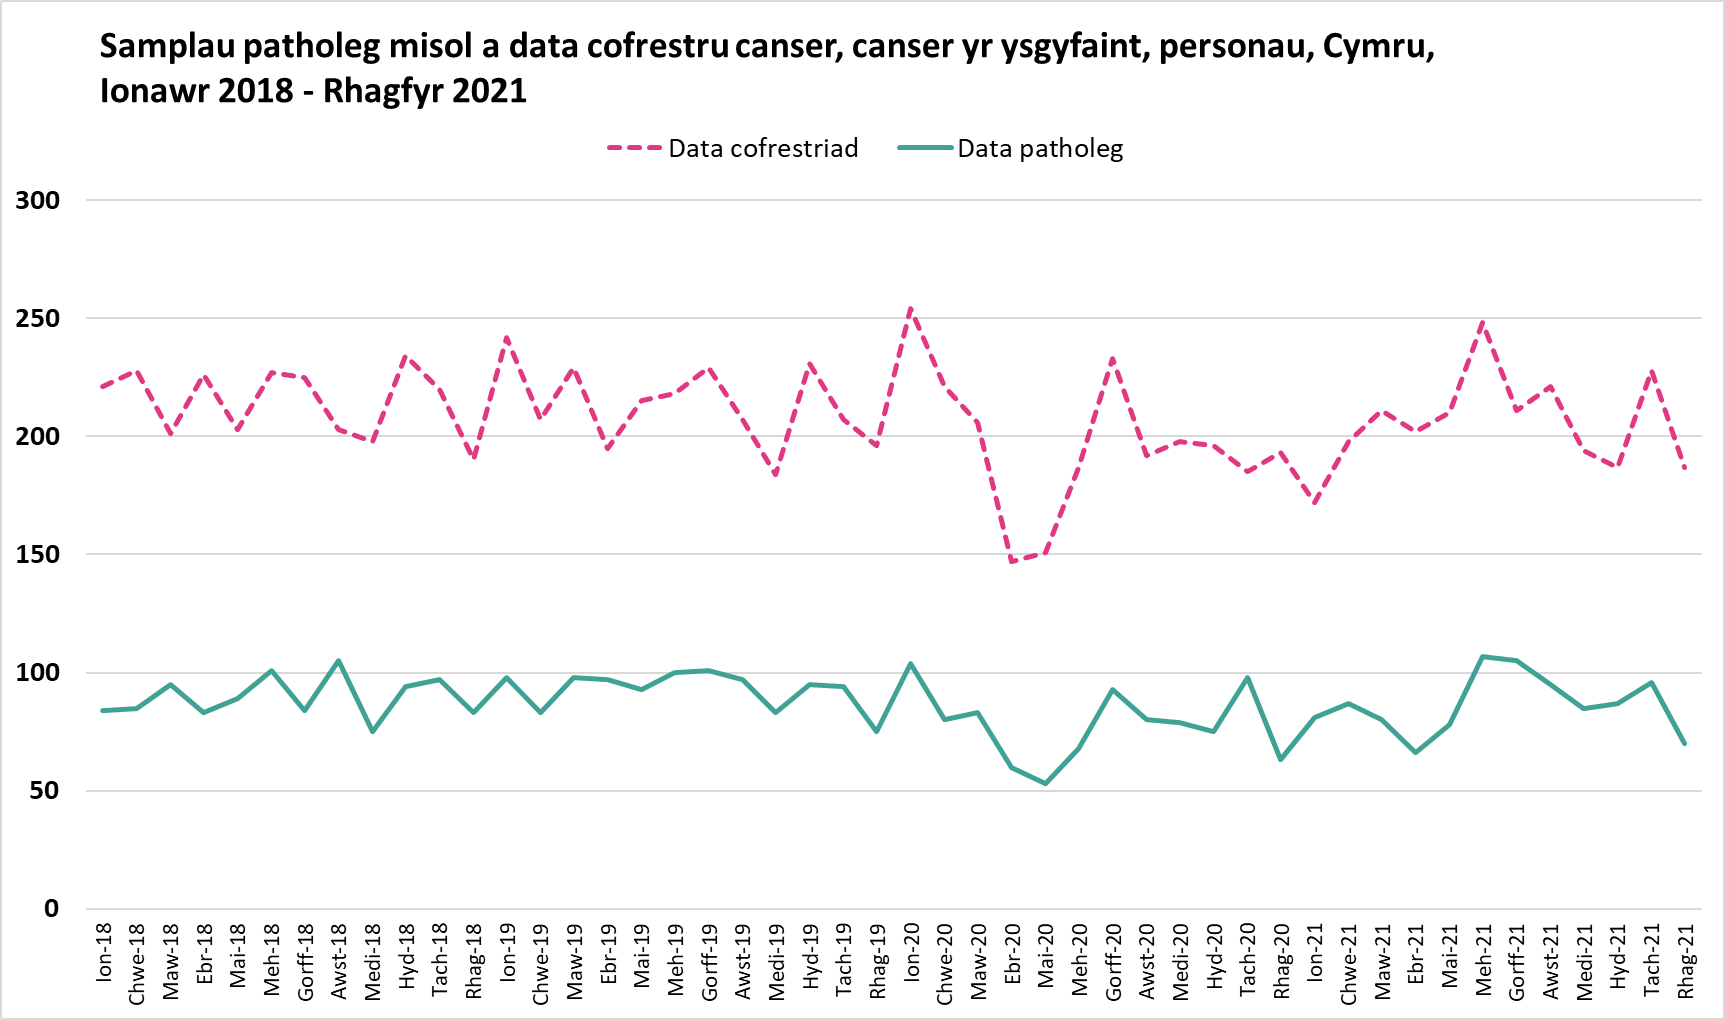 Samplau patholeg misol a data cofrestru canser, canser yr ysgyfaint, personau, Cymru,
Ionawr 2018 - Rhagfyr 2021
Data cofrestriad
Data patholeg
300
250
200
150
100
50
0
Ion-18
Chwe-18
Maw-18
Ebr-18
Mai-18
Meh-18
Gorff-18
Awst-18
Medi-18
Hyd-18
Tach-18
Rhag-18
Ion-19
Chwe-19
Maw-19
Ebr-19
Mai-19
Meh-19
Gorff-19
Awst-19
Medi-19
Hyd-19
Tach-19
Rhag-19
Ion-20
Chwe-20
Maw-20
Ebr-20
Mai-20
Meh-20
Gorff-20
Awst-20
Medi-20
Hyd-20
Tach-20
Rhag-20
Ion-21
Chwe-21
Maw-21
Ebr-21
Mai-21
Meh-21
Gorff-21
Awst-21
Medi-21
Hyd-21
Tach-21
Rhag-21